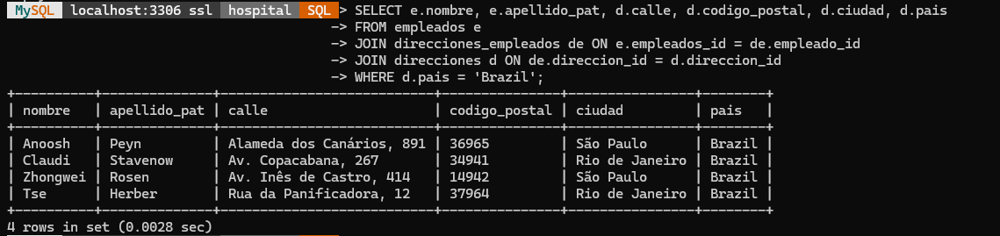 MySQL localhost:3306 ssl hospital SQL > SELECT e.nombre, e.apellido_pat, d.calle, d.codigo_postal, d.ciudad, d.pais
-> FROM empleados e
-> JOIN direcciones_empleados de ON e.empleados_id = de.empleado_id
-> JOIN direcciones d ON de.direccion_id = d.direccion_id
-> WHERE d.pais = 'Brazil';
+----------+--------------+---------------------------+---------------+----------------+--------+
| nombre | apellido_pat | calle | codigo_postal | ciudad | pais |
+----------+--------------+---------------------------+---------------+----------------+--------+
| Anoosh | Peyn | Alameda dos Canários, 891 | 36965 | São Paulo | Brazil |
| Claudi | Stavenow | Av. Copacabana, 267 | 34941 | Rio de Janeiro | Brazil |
| Zhongwei | Rosen | Av. Inês de Castro, 414 | 14942 | São Paulo | Brazil |
| Tse | Herber | Rua da Panificadora, 12 | 37964 | Rio de Janeiro | Brazil |
+----------+--------------+---------------------------+---------------+----------------+--------+
4 rows in set (0.0028 sec)